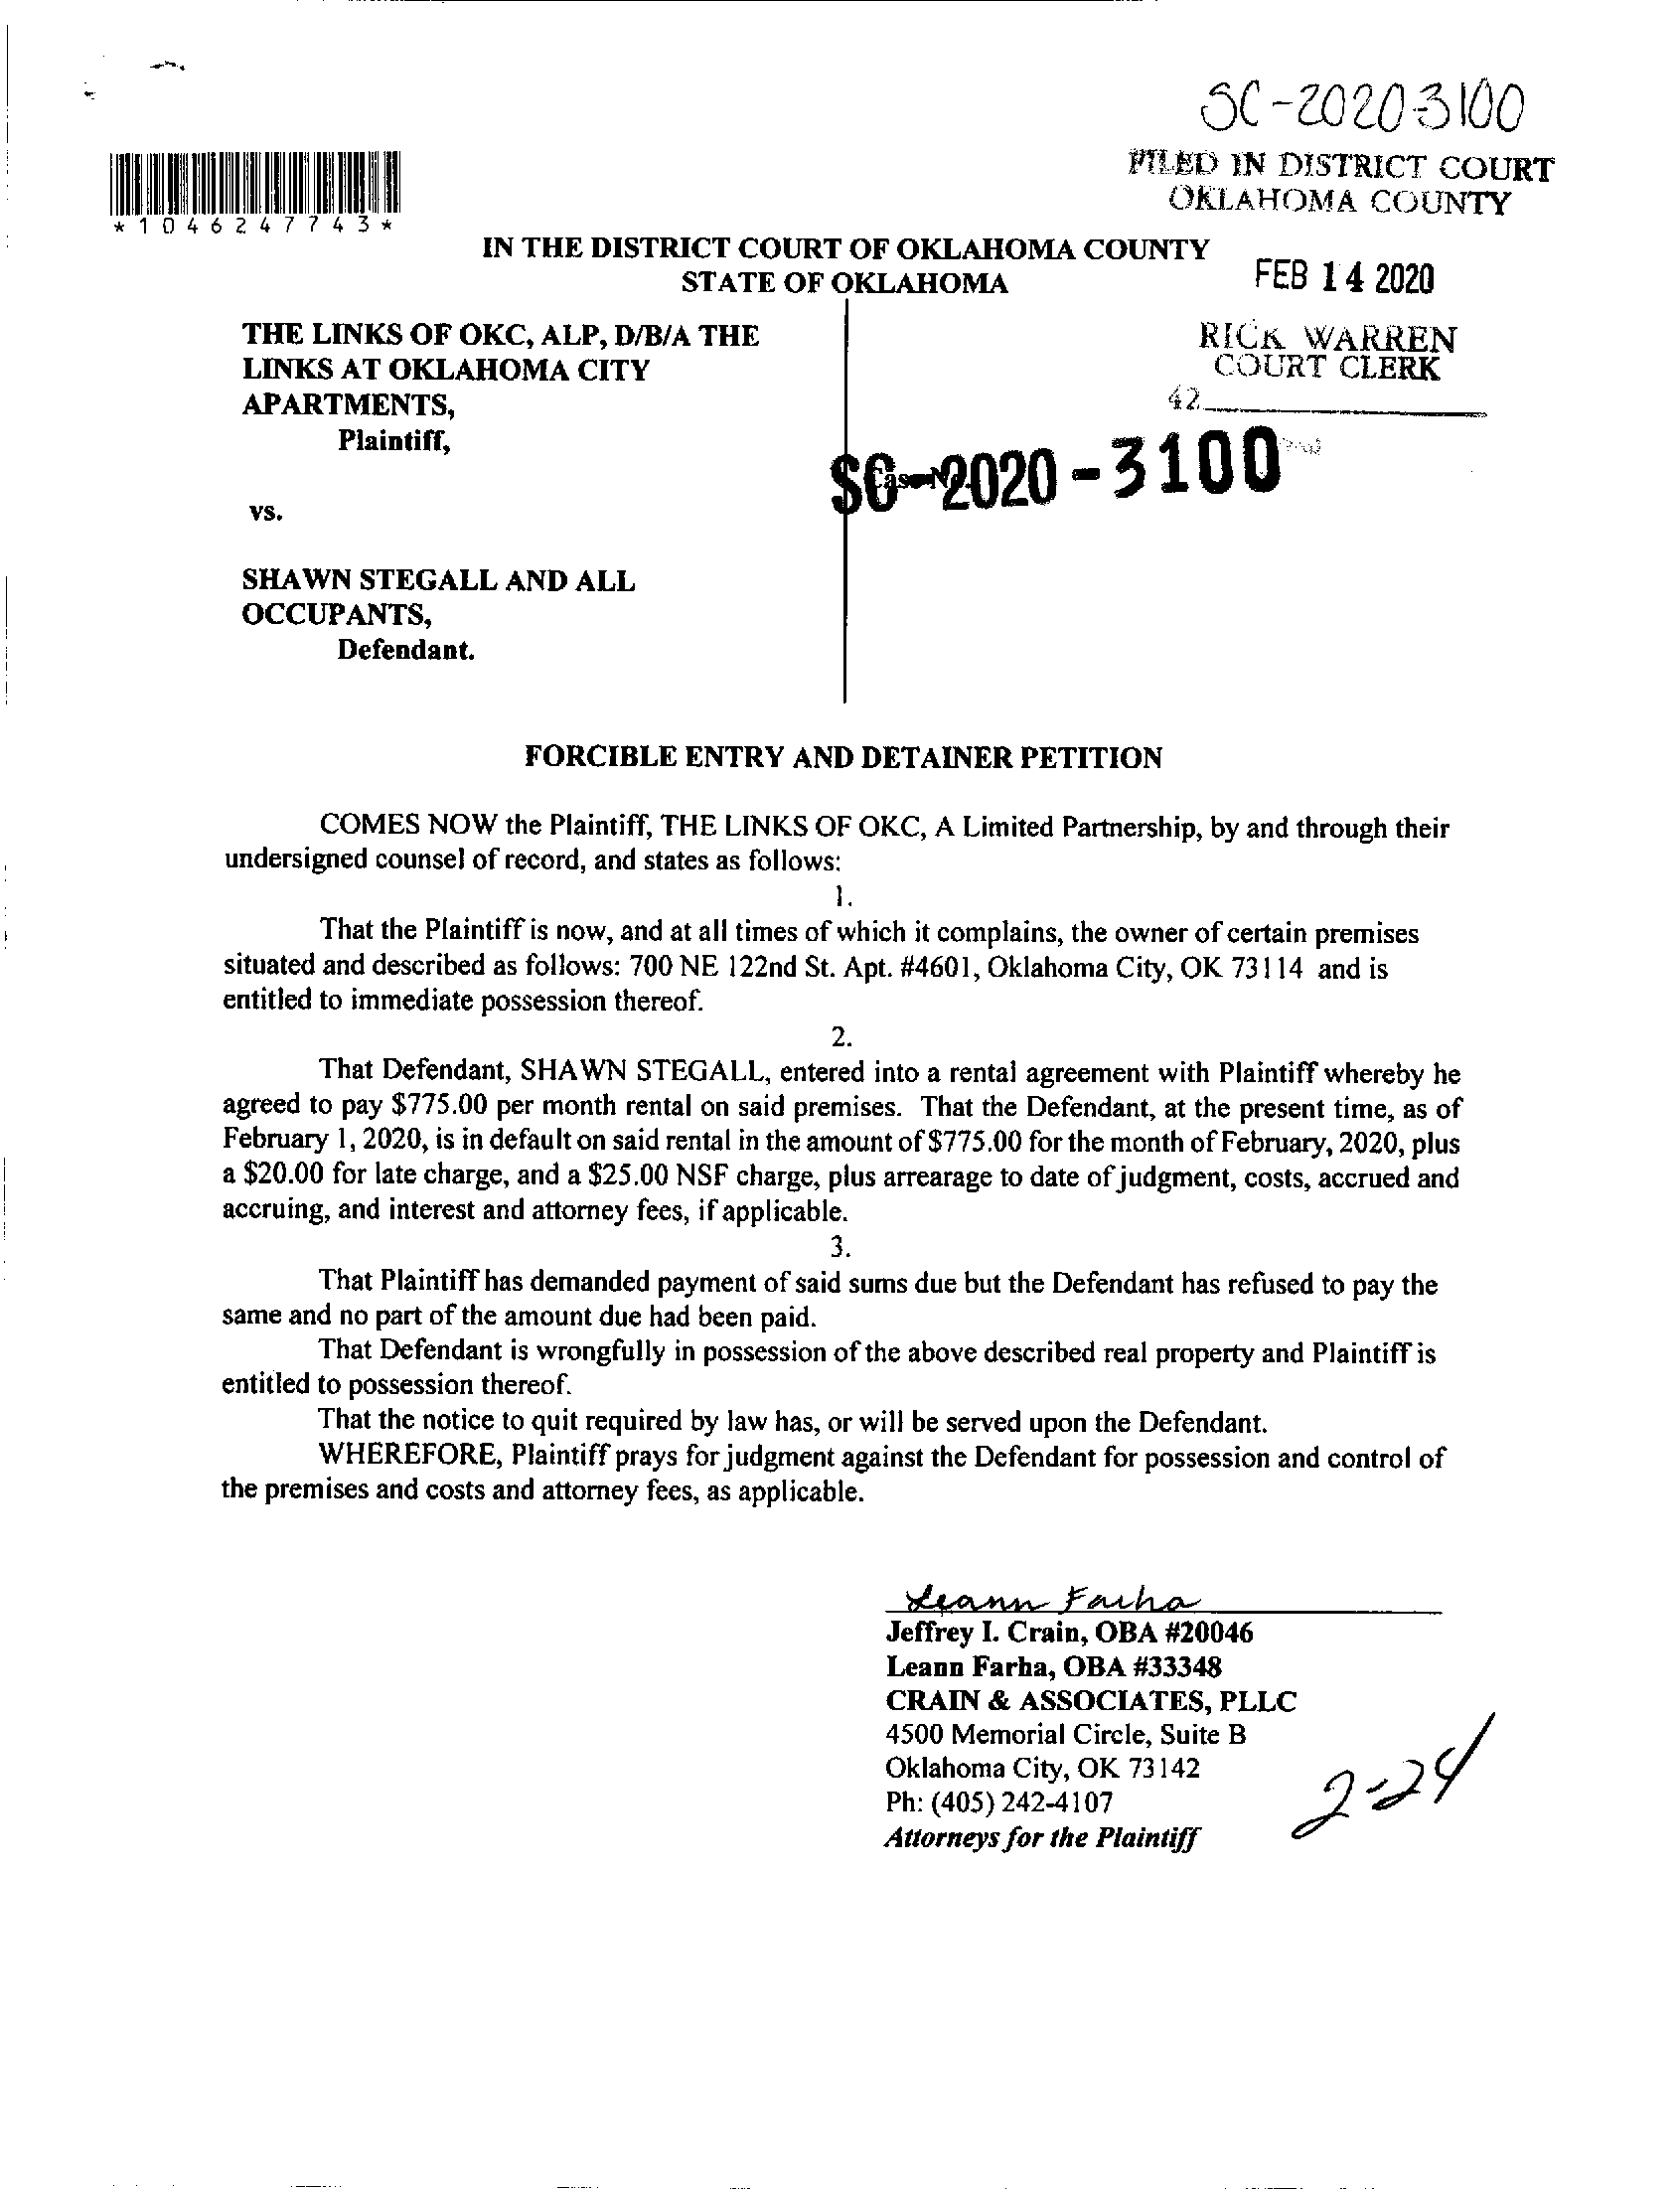 SC-2020-3100
FILED IN DISTRICT COURT
OKLAHOMA COUNTY
*1046247743*
IN THE DISTRICT COURT OF OKLAHOMA COUNTY
STATE OF OKLAHOMA
FEB 14 2020
THE LINKS OF OKC, ALP, D/B/A THE
LINKS AT OKLAHOMA CITY
APARTMENTS,
Plaintiff,
RICK WARREN
COURT CLERK
42
SC-2020-3100
vs.
SHAWN STEGALL AND ALL
OCCUPANTS,
Defendant.
FORCIBLE ENTRY AND DETAINER PETITION
COMES NOW the Plaintiff, THE LINKS OF OKC, A Limited Partnership, by and through their
undersigned counsel of record, and states as follows:
1.
That the Plaintiff is now, and at all times of which it complains, the owner of certain premises
situated and described as follows: 700 NE 122nd St. Apt. #4601, Oklahoma City, OK 73114 and is
entitled to immediate possession thereof.
2.
That Defendant, SHAWN STEGALL, entered into a rental agreement with Plaintiff whereby he
agreed to pay $775.00 per month rental on said premises. That the Defendant, at the present time, as of
February 1, 2020, is in default on said rental in the amount of $775.00 for the month of February, 2020, plus
a $20.00 for late charge, and a $25.00 NSF charge, plus arrearage to date of judgment, costs, accrued and
accruing, and interest and attorney fees, if applicable.
3.
That Plaintiff has demanded payment of said sums due but the Defendant has refused to pay the
same and no part of the amount due had been paid.
That Defendant is wrongfully in possession of the above described real property and Plaintiff is
entitled to possession thereof.
That the notice to quit required by law has, or will be served upon the Defendant.
WHEREFORE, Plaintiff prays for judgment against the Defendant for possession and control of
the premises and costs and attorney fees, as applicable.
Leann Farha
Jeffrey I. Crain, OBA #20046
Leann Farha, OBA #33348
CRAIN & ASSOCIATES, PLLC
4500 Memorial Circle, Suite B
Oklahoma City, OK 73142
Ph: (405) 242-4107
Attorneys for the Plaintiff
2-24